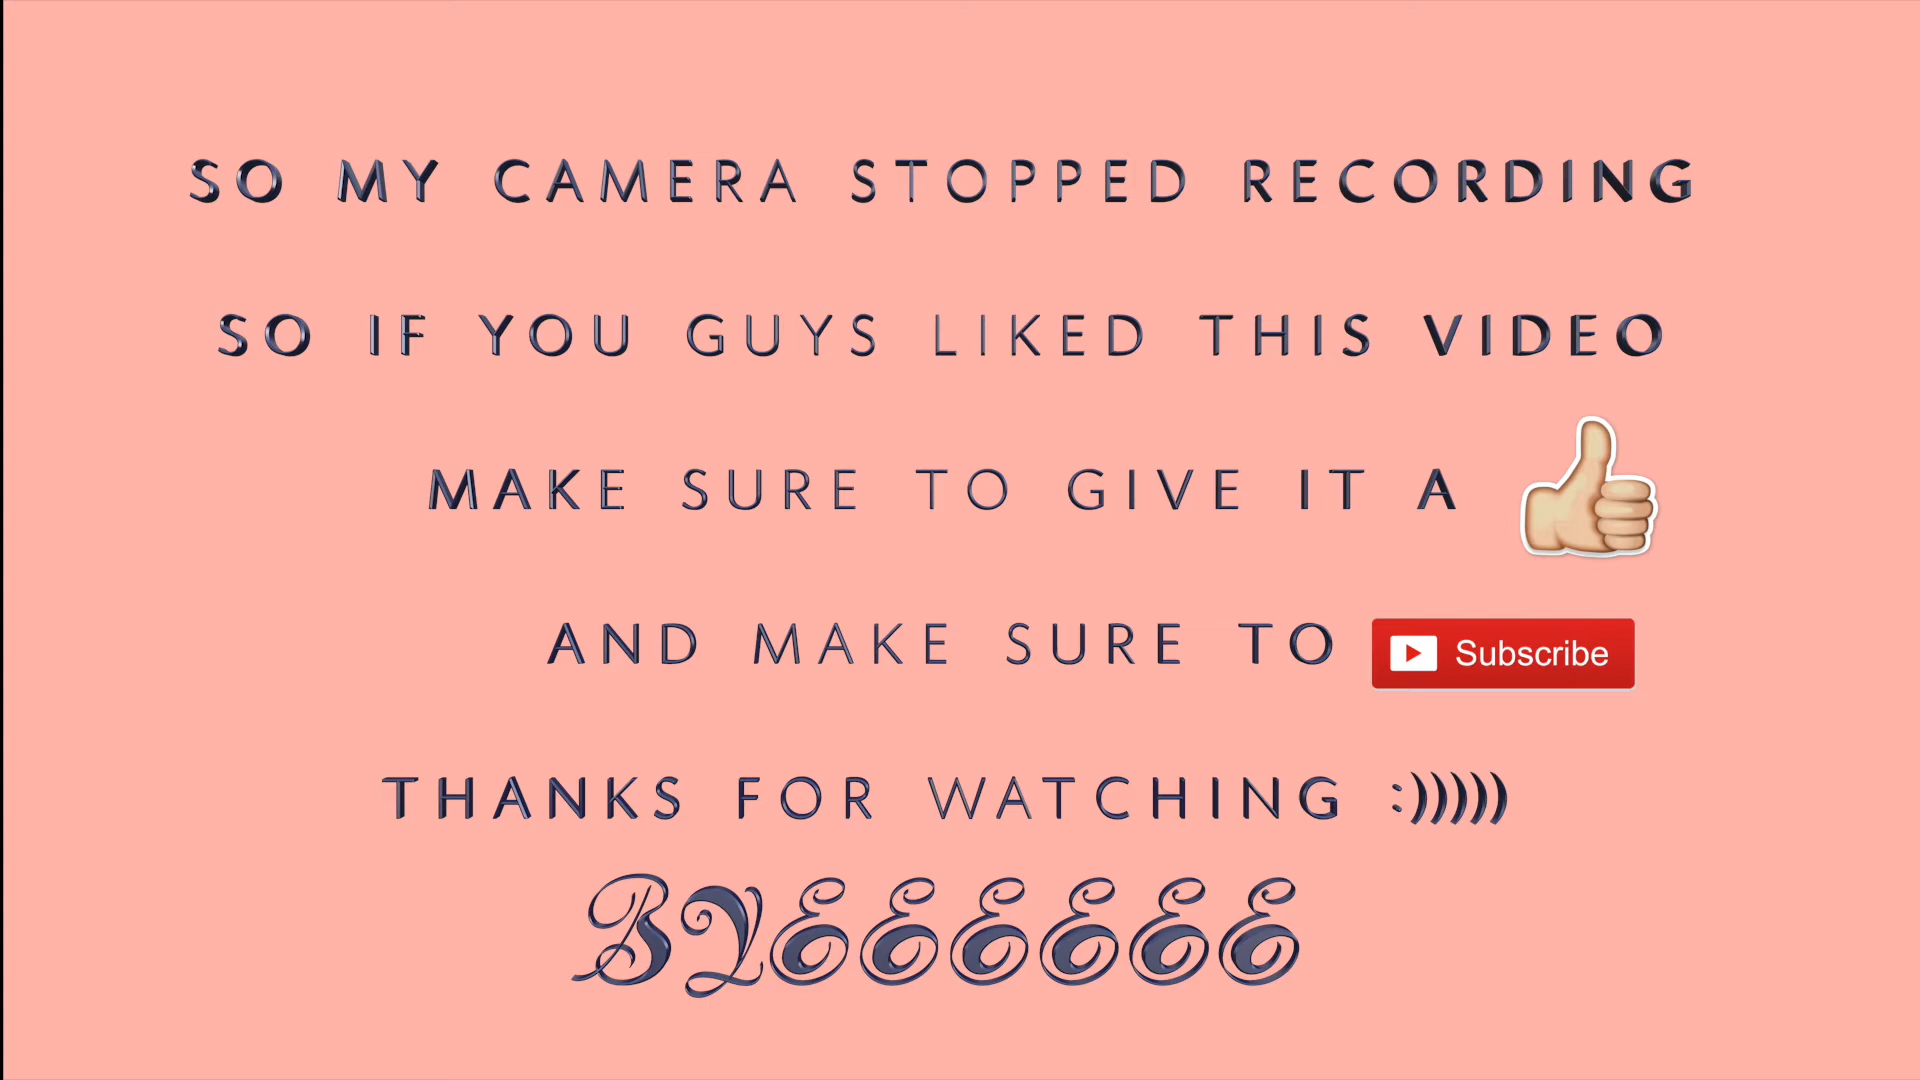 SO MY CAMERA STOPPED RECORDING
SO IF YOU GUYS LIKED THIS VIDEO
MAKE SURE TO GIVE IT A
AND MAKE SURE TO Subscribe
THANKS FOR WATCHING :)))))
BYEEEEEE